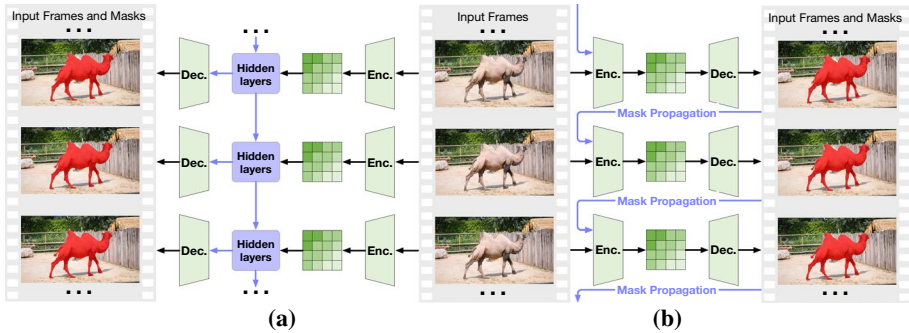 Input Frames and Masks
Input Frames
Input Frames and Masks
...
...
...
Dec.
Hidden
layers
Enc.
Enc.
Dec.
Mask Propagation
Dec.
Hidden
layers
Enc.
Enc.
Dec.
Mask Propagation
Dec.
Hidden
layers
Enc.
Enc.
Dec.
Mask Propagation
...
...
...
...
(a)
(b)